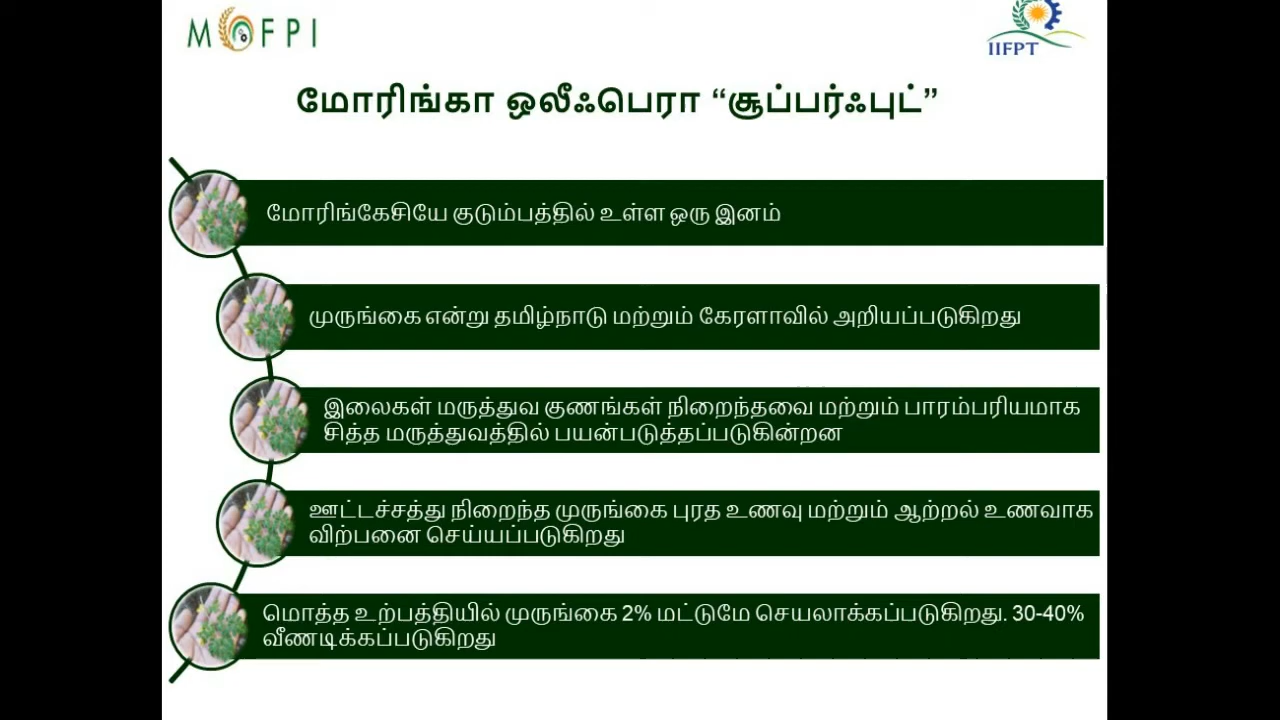 MOFPI
IIFPT
மோரிங்கா ஒலீஃபெரா “சூப்பர்ஃபுட்”
மோரிங்கேசியே குடும்பத்தில் உள்ள ஒரு இனம்
முருங்கை என்று தமிழ்நாடு மற்றும் கேரளாவில் அறியப்படுகிறது
இலைகள் மருத்துவ குணங்கள் நிறைந்தவை மற்றும் பாரம்பரியமாக
சித்த மருத்துவத்தில் பயன்படுத்தப்படுகின்றன
ஊட்டச்சத்து நிறைந்த முருங்கை புரத உணவு மற்றும் ஆற்றல் உணவாக
விற்பனை செய்யப்படுகிறது
மொத்த உற்பத்தியில் முருங்கை 2% மட்டுமே செயலாக்கப்படுகிறது. 30-40%
வீணடிக்கப்படுகிறது